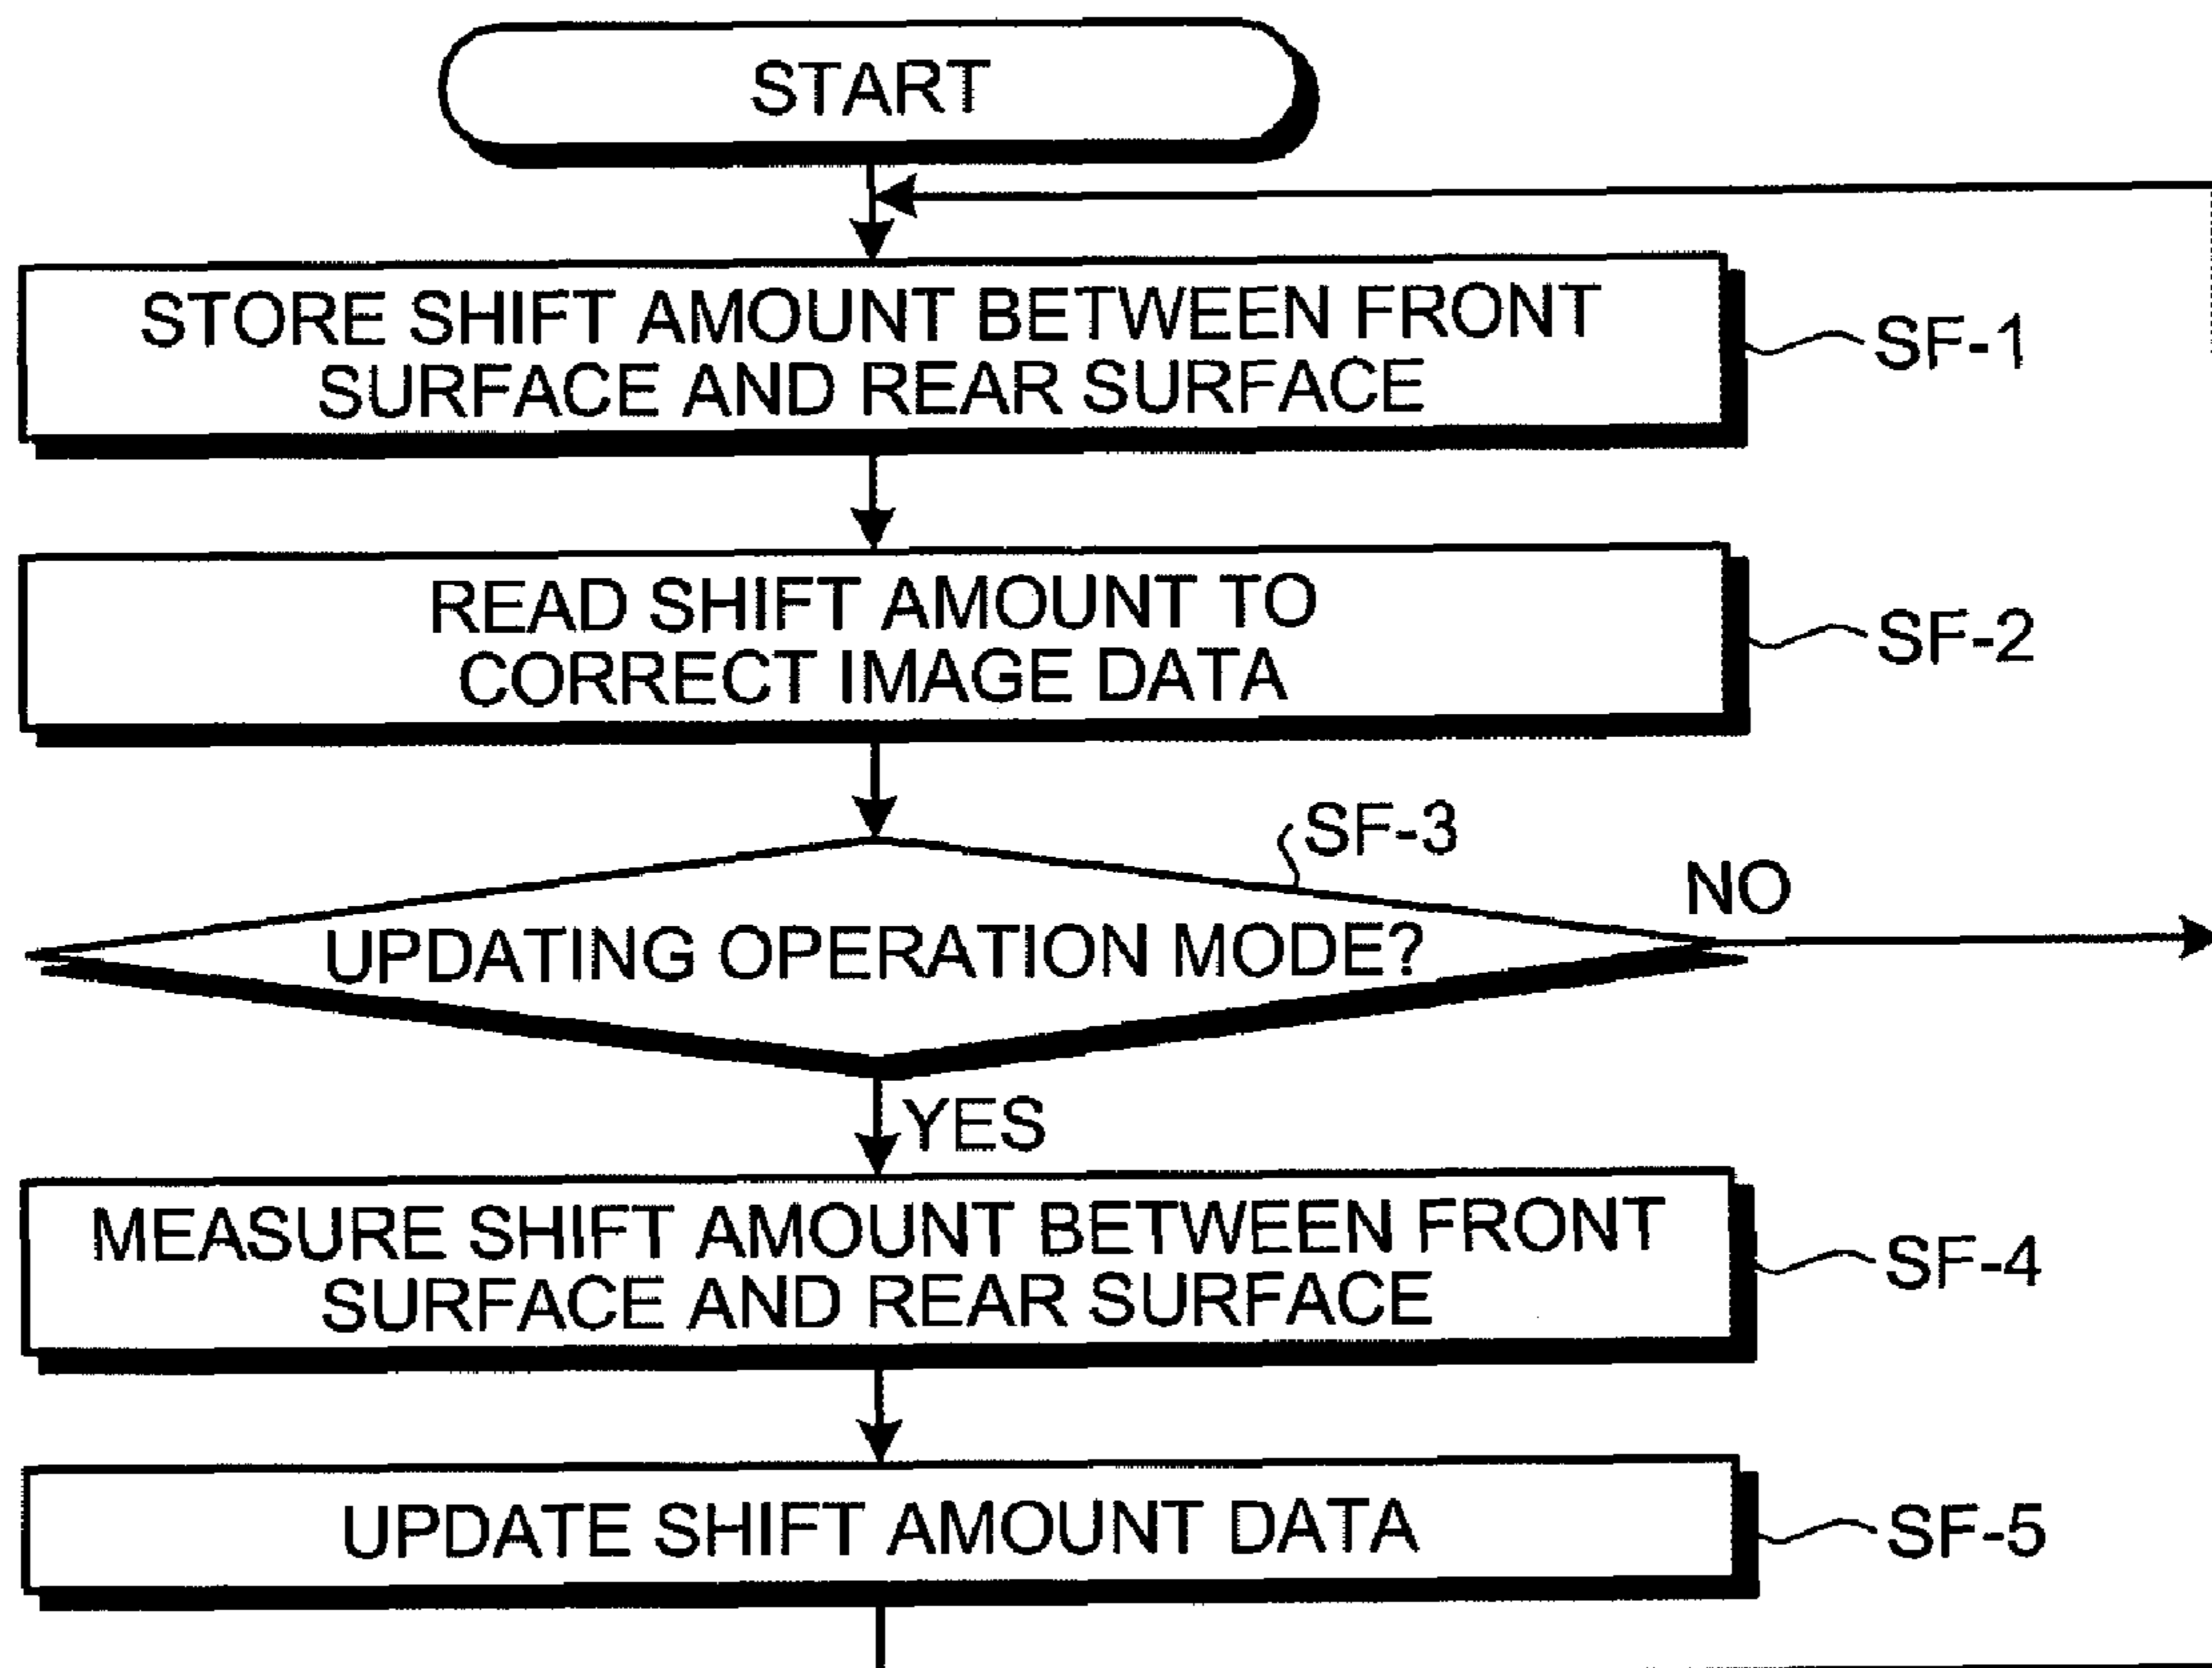 START
STORE SHIFT AMOUNT BETWEEN FRONT
SURFACE AND REAR SURFACE
SF-1
READ SHIFT AMOUNT TO
CORRECT IMAGE DATA
SF-2
SF-3
UPDATING OPERATION MODE?
NO
YES
MEASURE SHIFT AMOUNT BETWEEN FRONT
SURFACE AND REAR SURFACE
SF-4
UPDATE SHIFT AMOUNT DATA
SF-5